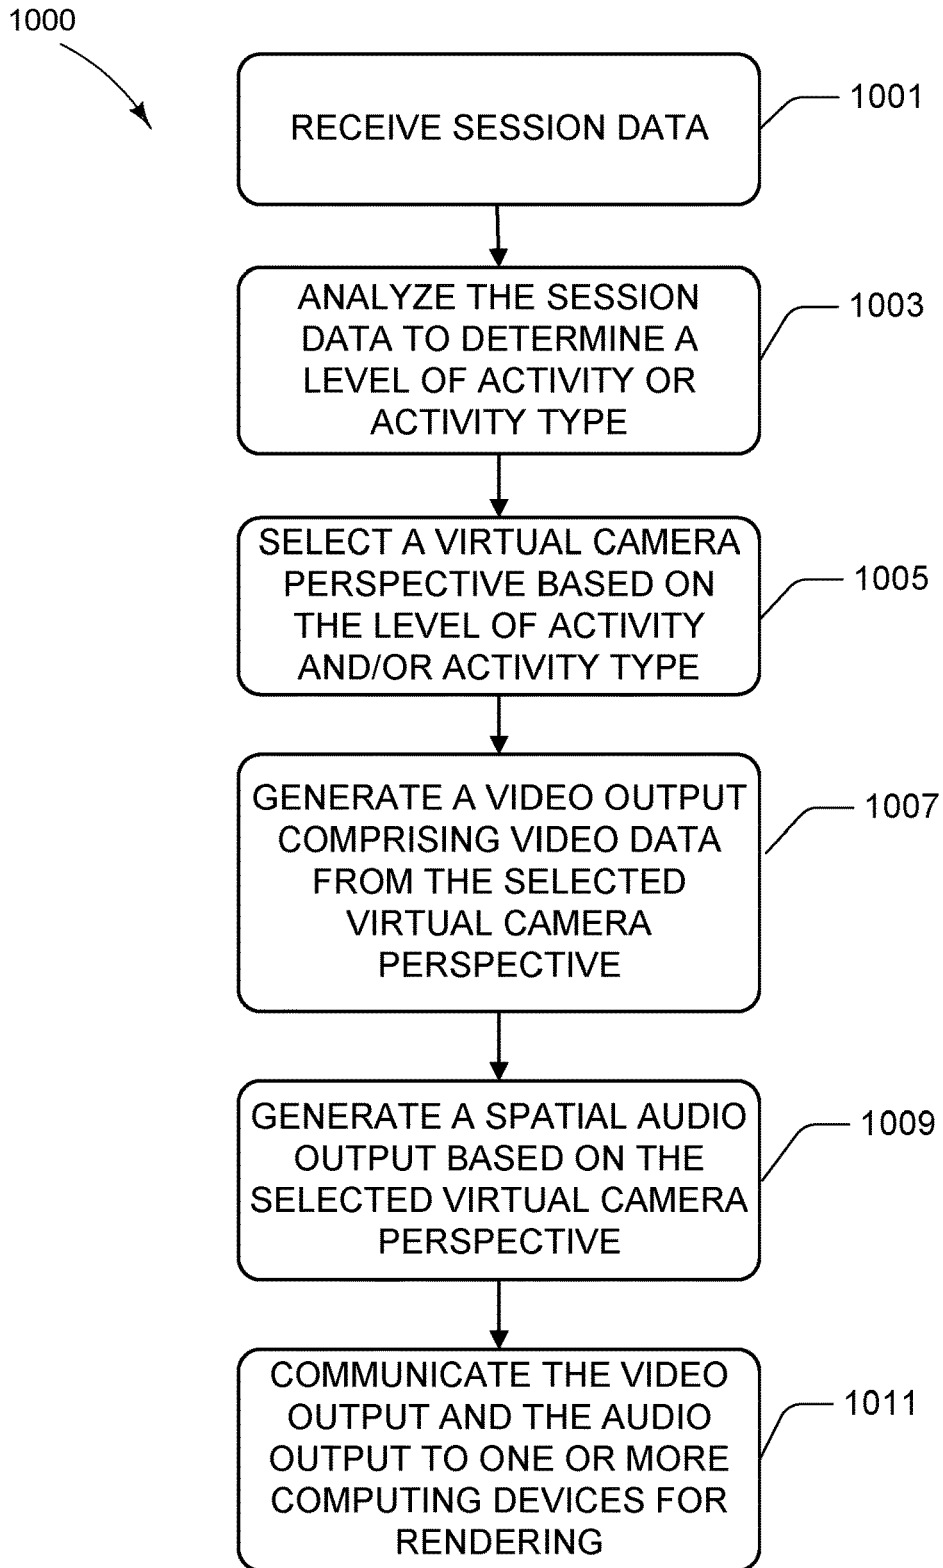 1000
RECEIVE SESSION DATA
1001
ANALYZE THE SESSION
DATA TO DETERMINE A
LEVEL OF ACTIVITY OR
ACTIVITY TYPE
1003
SELECT A VIRTUAL CAMERA
PERSPECTIVE BASED ON
THE LEVEL OF ACTIVITY
AND/OR ACTIVITY TYPE
1005
GENERATE A VIDEO OUTPUT
COMPRISING VIDEO DATA
FROM THE SELECTED
VIRTUAL CAMERA
PERSPECTIVE
1007
GENERATE A SPATIAL AUDIO
OUTPUT BASED ON THE
SELECTED VIRTUAL CAMERA
PERSPECTIVE
1009
COMMUNICATE THE VIDEO
OUTPUT AND THE AUDIO
OUTPUT TO ONE OR MORE
COMPUTING DEVICES FOR
RENDERING
1011